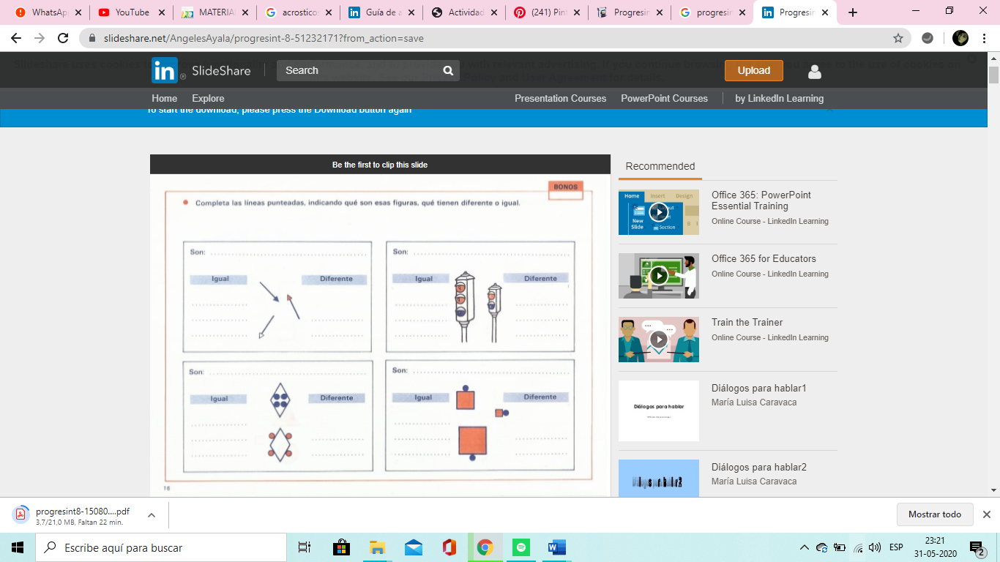 WhatsApp
YouTube
MATERIA
acrostico
Guía de a
Actividad
(241) Pint
Progresin
progresin
Progresin
slideshare.net/AngelesAyala/progresint-8-51232171?from_action=save
in SlideShare
Search
Upload
Home Explore
Presentation Courses PowerPoint Courses by LinkedIn Learning
To start the download, please press the Download button again
Be the first to clip this slide
BONOS
Completa las líneas punteadas, indicando qué son esas figuras, qué tienen diferente o igual.
Son:
Igual
Diferente
Son:
Igual
Diferente
Son:
Igual
Diferente
Son:
Igual
Diferente
16
Recommended
Home Insert Design
New
Slide
Section
Office 365: PowerPoint
Essential Training
Online Course - LinkedIn Learning
Office 365 for Educators
Online Course - LinkedIn Learning
Train the Trainer
Online Course - LinkedIn Learning
Diálogos para hablar
Diálogos para hablar1
María Luisa Caravaca
Diálogos para hablar2
María Luisa Caravaca
progresint8-15080....pdf
3,7/21,0 MB, Faltan 22 min.
Mostrar todo
Escribe aquí para buscar
ESP
23:21
31-05-2020
2